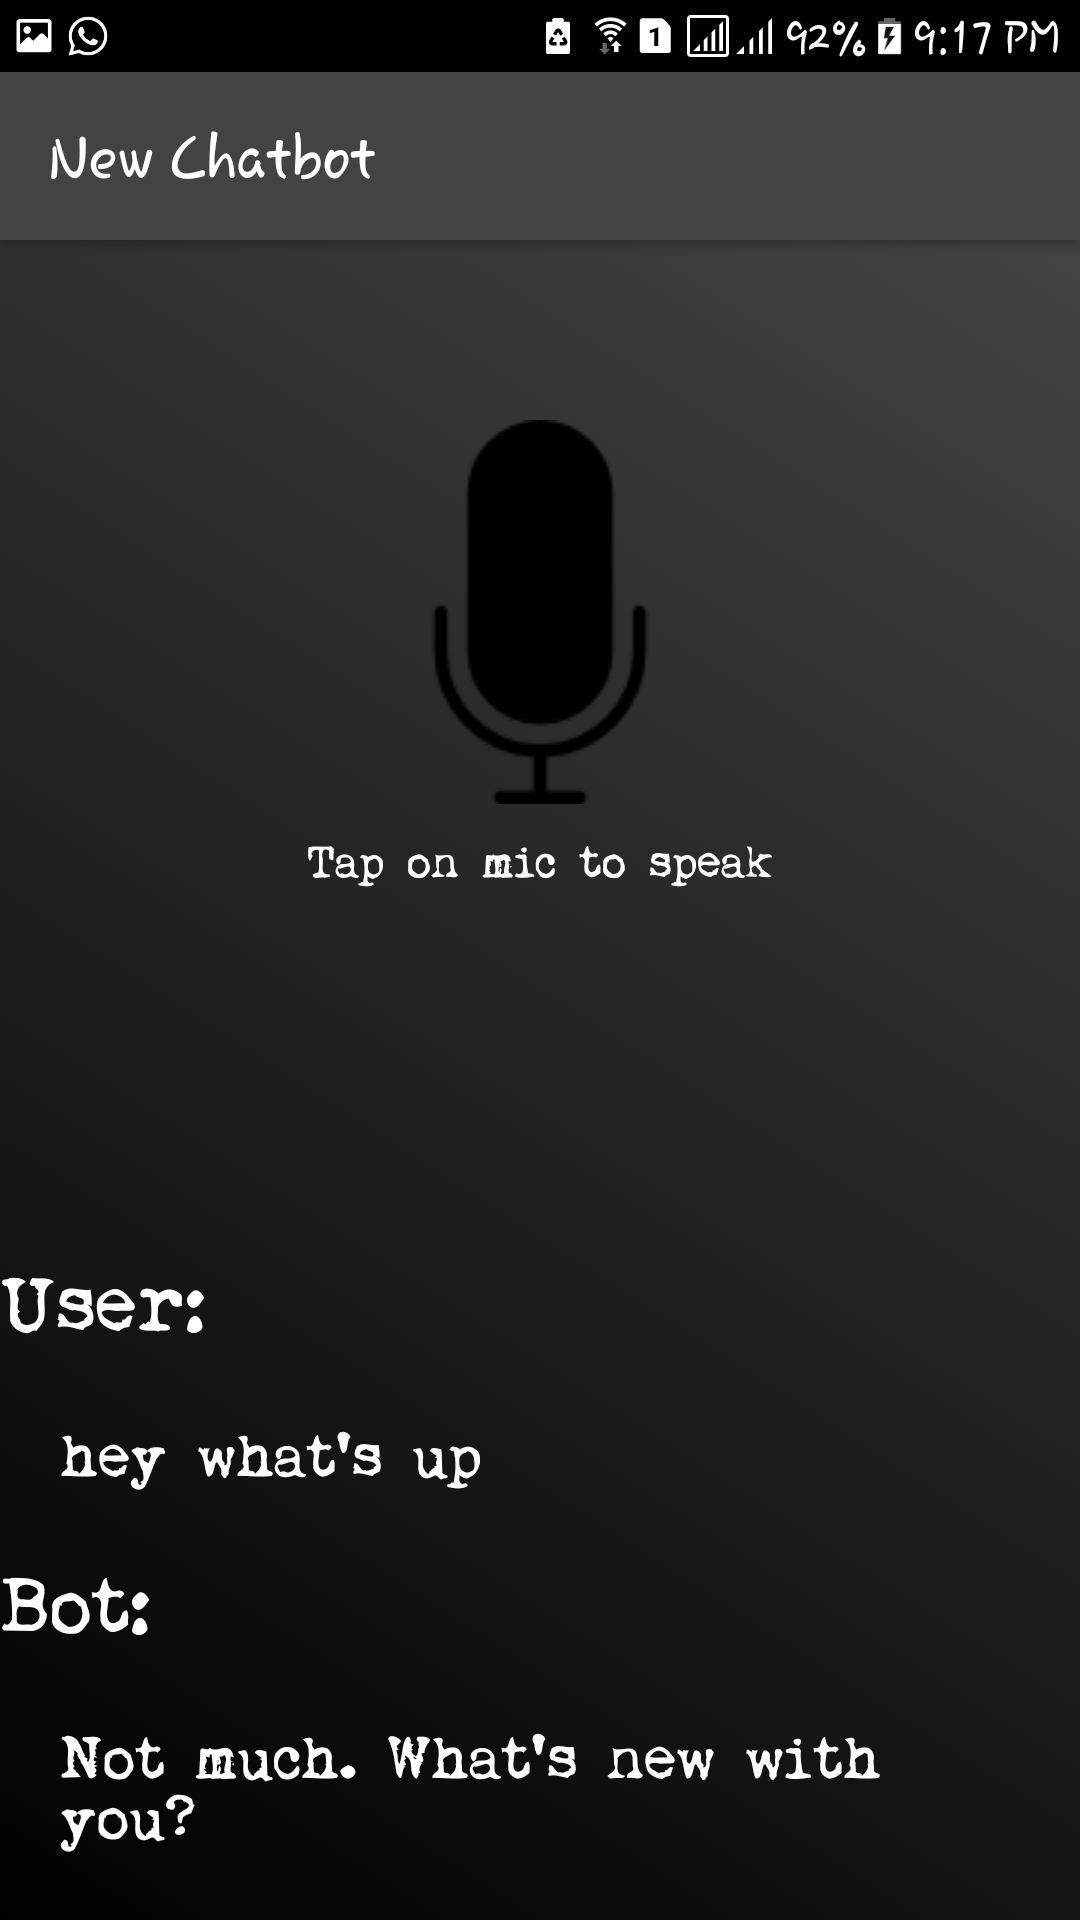 1 92% 9:17 PM
New Chatbot
Tap on mic to speak
User:
hey what's up
Bot:
Not much. What's new with
you?